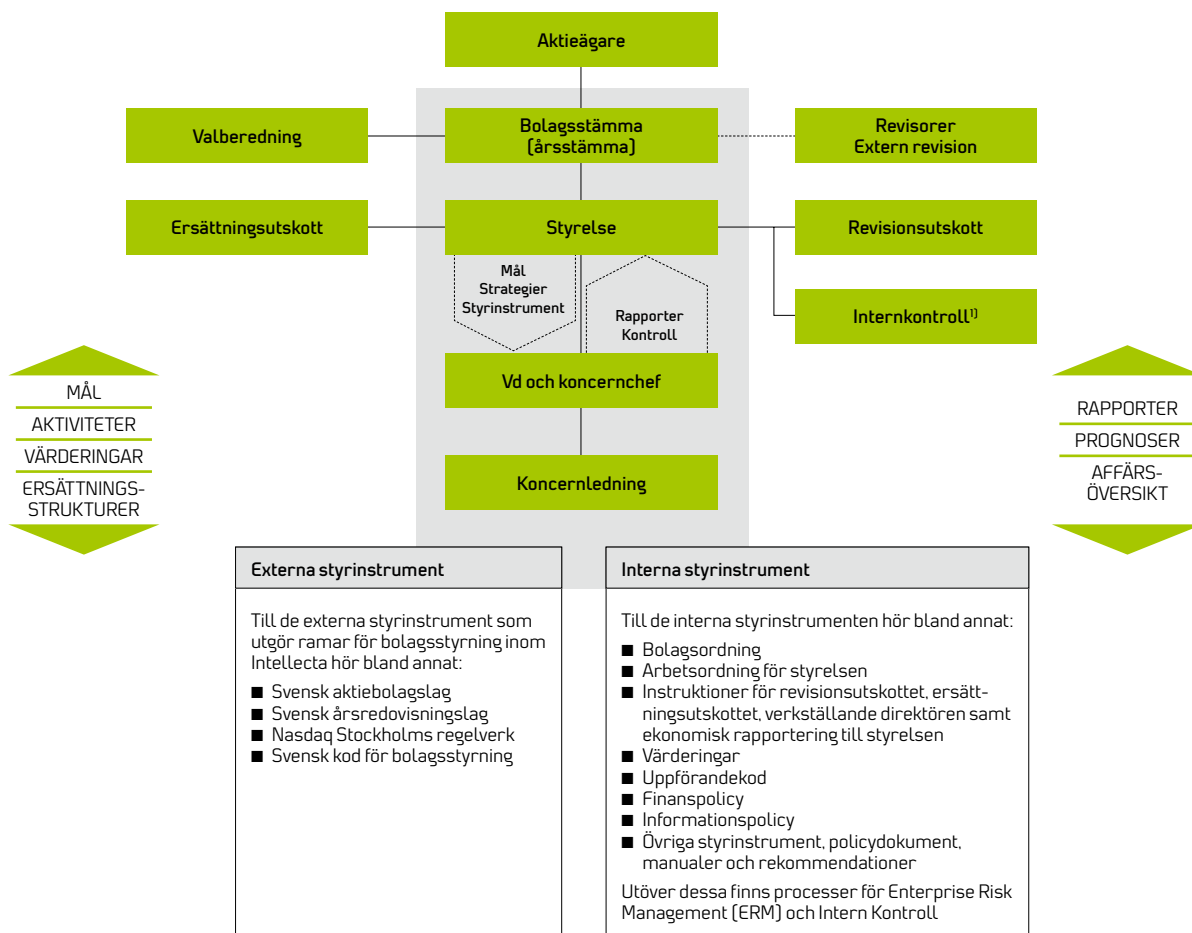 Aktieägare
Valberedning
Bolagsstämma
(årsstämma)
Revisorer
Extern revision
Ersättningsutskott
Styrelse
Revisionsutskott
Mål
Strategier
Styrinstrument
Rapporter
Kontroll
Internkontroll¹⁾
Vd och koncernchef
Koncernledning
MÅL
AKTIVITETER
VÄRDERINGAR
ERSÄTTNINGS-
STRUKTURER
RAPPORTER
PROGNOSER
AFFÄRS-
ÖVERSIKT
Externa styrinstrument
Till de externa styrinstrument som
utgör ramar för bolagsstyrning inom
Intellecta hör bland annat:
■ Svensk aktiebolagslag
■ Svensk årsredovisningslag
■ Nasdaq Stockholms regelverk
■ Svensk kod för bolagsstyrning
Interna styrinstrument
Till de interna styrinstrumenten hör bland annat:
■ Bolagsordning
■ Arbetsordning för styrelsen
■ Instruktioner för revisionsutskottet, ersätt-
ningsutskottet, verkställande direktören samt
ekonomisk rapportering till styrelsen
■ Värderingar
■ Uppförandekod
■ Finanspolicy
■ Informationspolicy
■ Övriga styrinstrument, policydokument,
manualer och rekommendationer
Utöver dessa finns processer för Enterprise Risk
Management (ERM) och Intern Kontroll